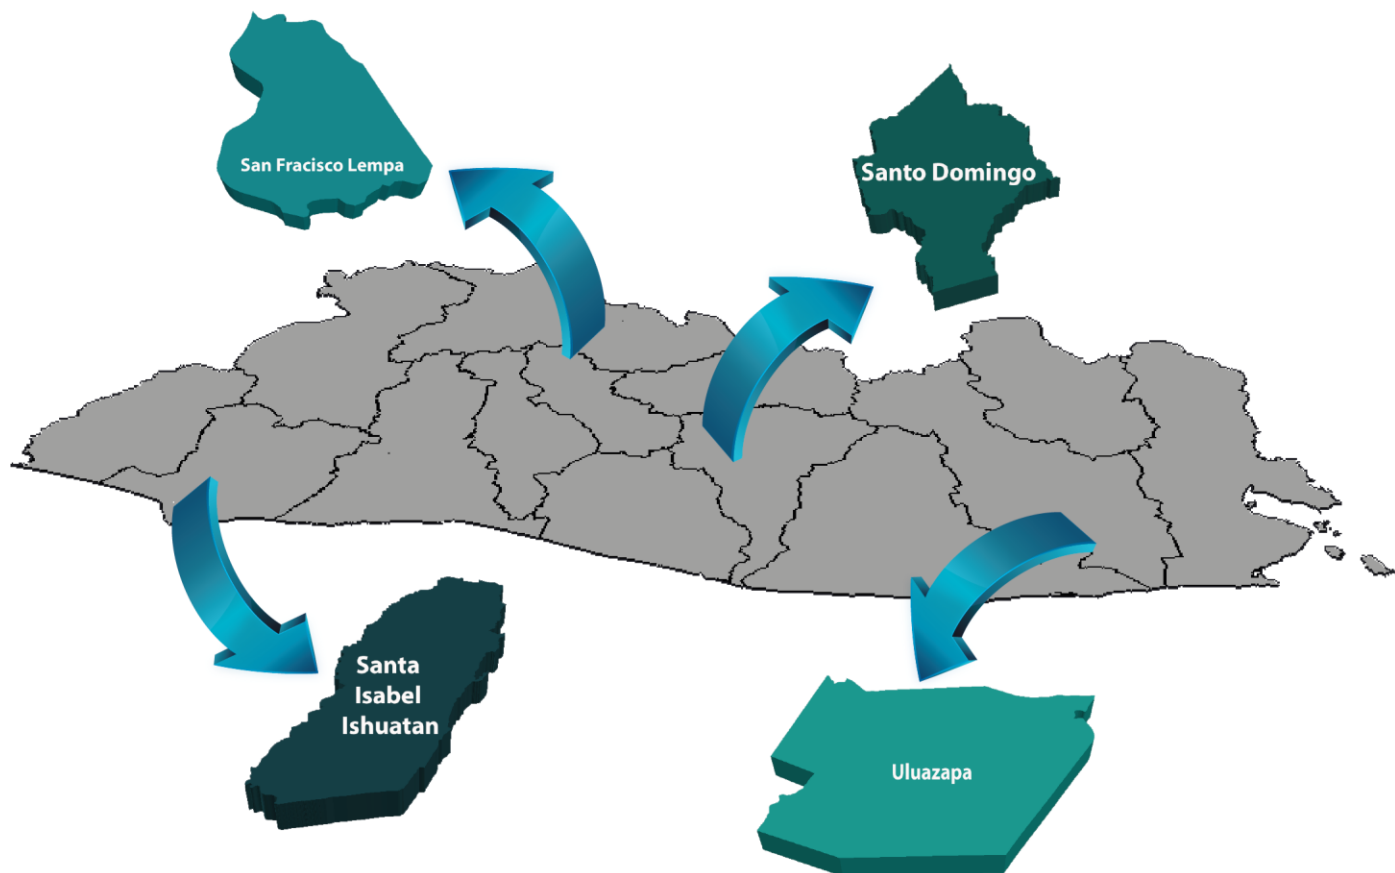 San Fracisco Lempa
Santo Domingo
Santa
Isabel
Ishuatan
Uluazapa